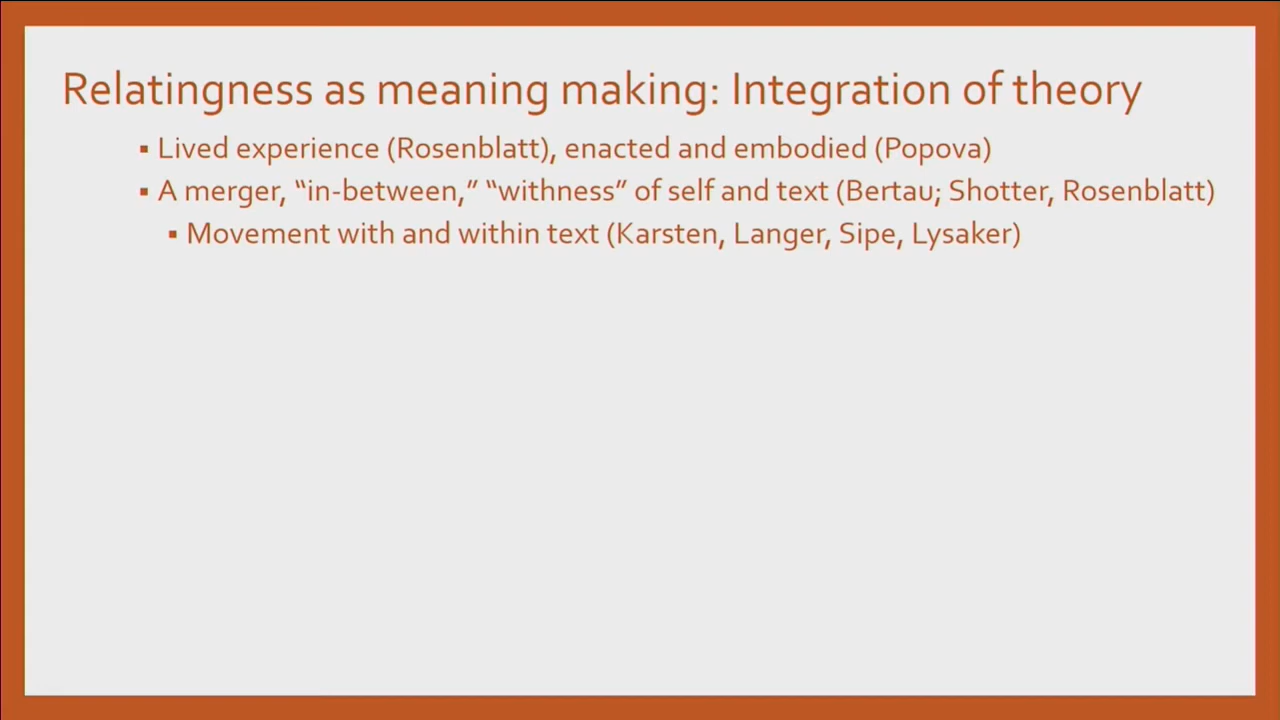 Relatingness as meaning making: Integration of theory
▪ Lived experience (Rosenblatt), enacted and embodied (Popova)
▪ A merger, “in-between,” “withness” of self and text (Bertau; Shotter, Rosenblatt)
▪ Movement with and within text (Karsten, Langer, Sipe, Lysaker)